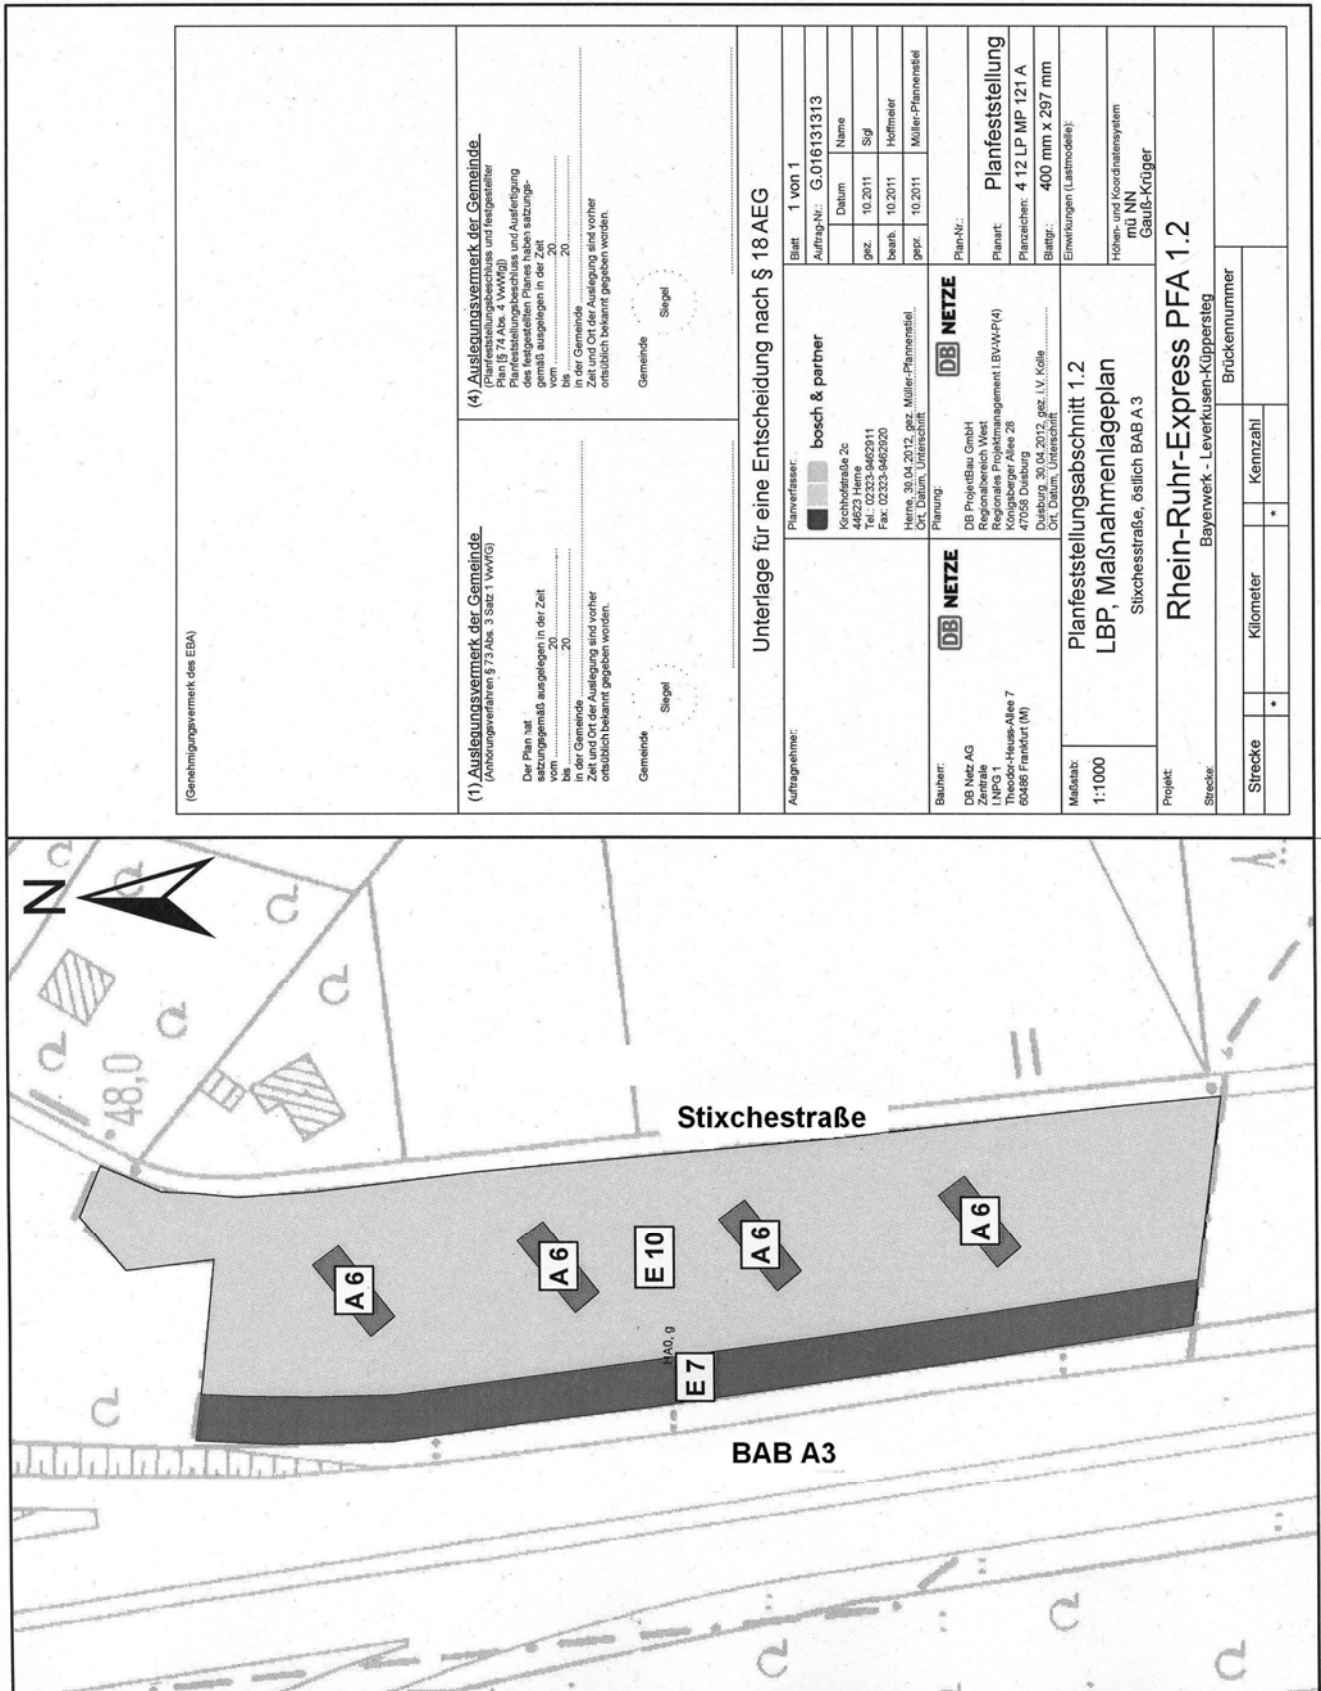 (Genehmigungsvermerk des EBA)
(1) Auslegungsvermerk der Gemeinde
(Anhörungsverfahren § 73 Abs. 3 Satz 1 VwVfG)
Der Plan hat
satzungsgemäß ausgelegen in der Zeit
vom 20
bis 20
in der Gemeinde
Zeit und Ort der Auslegung sind vorher
ortsüblich bekannt gegeben worden.
Gemeinde
Siegel
(4) Auslegungsvermerk der Gemeinde
(Planfeststellungsbeschluss und festgestellter
Plan [§ 74 Abs. 4 VwVfg])
Planfeststellungsbeschluss und Ausfertigung
des festgestellten Planes haben satzungs-
gemäß ausgelegen in der Zeit
vom 20
bis 20
in der Gemeinde
Zeit und Ort der Auslegung sind vorher
ortsüblich bekannt gegeben worden.
Gemeinde
Siegel
Unterlage für eine Entscheidung nach § 18 AEG
Auftragnehmer:
Planverfasser:
bosch & partner
Kirchhofstraße 2c
44623 Herne
Tel.: 02323-9462911
Fax: 02323-9462920
Herne, 30.04.2012, gez. Müller-Pfannenstiel
Ort, Datum, Unterschrift
Blatt 1 von 1
Auftrag-Nr.: G.016131313
Datum Name
gez. 10.2011 Sigl
bearb. 10.2011 Hoffmeier
gepr. 10.2011 Müller-Pfannenstiel
Bauherr:
DB NETZE
DB Netz AG
Zentrale
I.NPG 1
Theodor-Heuss-Allee 7
60486 Frankfurt (M)
Planung:
DB NETZE
DB ProjektBau GmbH
Regionalbereich West
Regionales Projektmanagement I.BV-W-P(4)
Königsberger Allee 28
47058 Duisburg
Duisburg, 30.04.2012, gez. i.V. Kolle
Ort, Datum, Unterschrift
Plan-Nr.:
Planart: Planfeststellung
Planzeichen: 4 12 LP MP 121 A
Blattgr.: 400 mm x 297 mm
Maßstab:
1:1000
Planfeststellungsabschnitt 1.2
LBP, Maßnahmenlageplan
Stixchesstraße, östlich BAB A 3
Einwirkungen (Lastmodelle):
Höhen- und Koordinatensystem
mü NN
Gauß-Krüger
Projekt:
Rhein-Ruhr-Express PFA 1.2
Strecke:
Bayerwerk - Leverkusen-Küppersteg
Strecke Kilometer Kennzahl Brückennummer
* *
N
48,0
Stixchestraße
A 6
A 6
A 6
A 6
E 10
HA0, g
E 7
BAB A3